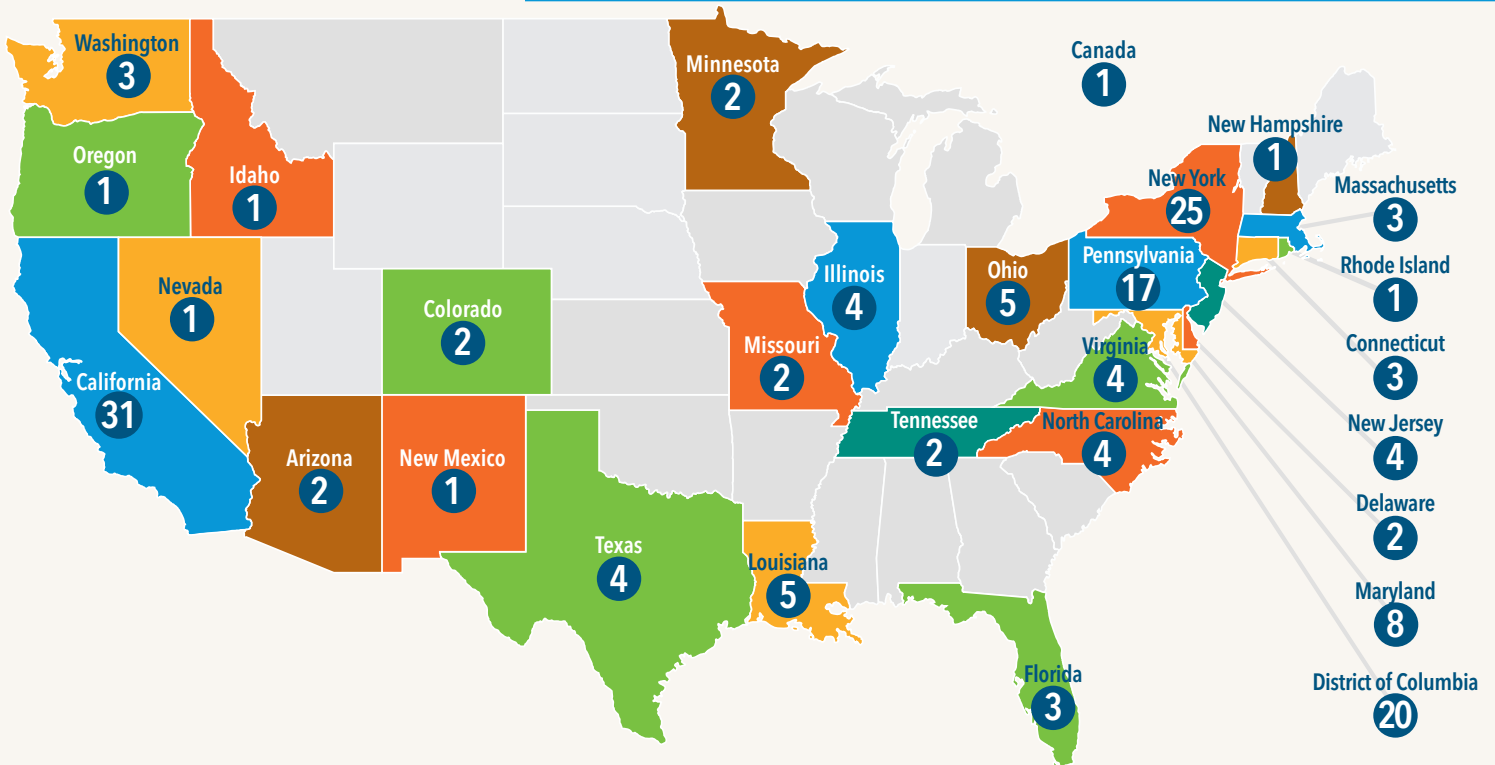 Washington
3
Oregon
1
Idaho
1
Nevada
1
California
31
Arizona
2
New Mexico
1
Colorado
2
Texas
4
Minnesota
2
Missouri
2
Illinois
4
Louisiana
5
Ohio
5
Tennessee
2
North Carolina
4
Virginia
4
Florida
3
Pennsylvania
17
New York
25
Canada
1
New Hampshire
1
Massachusetts
3
Rhode Island
1
Connecticut
3
New Jersey
4
Delaware
2
Maryland
8
District of Columbia
20